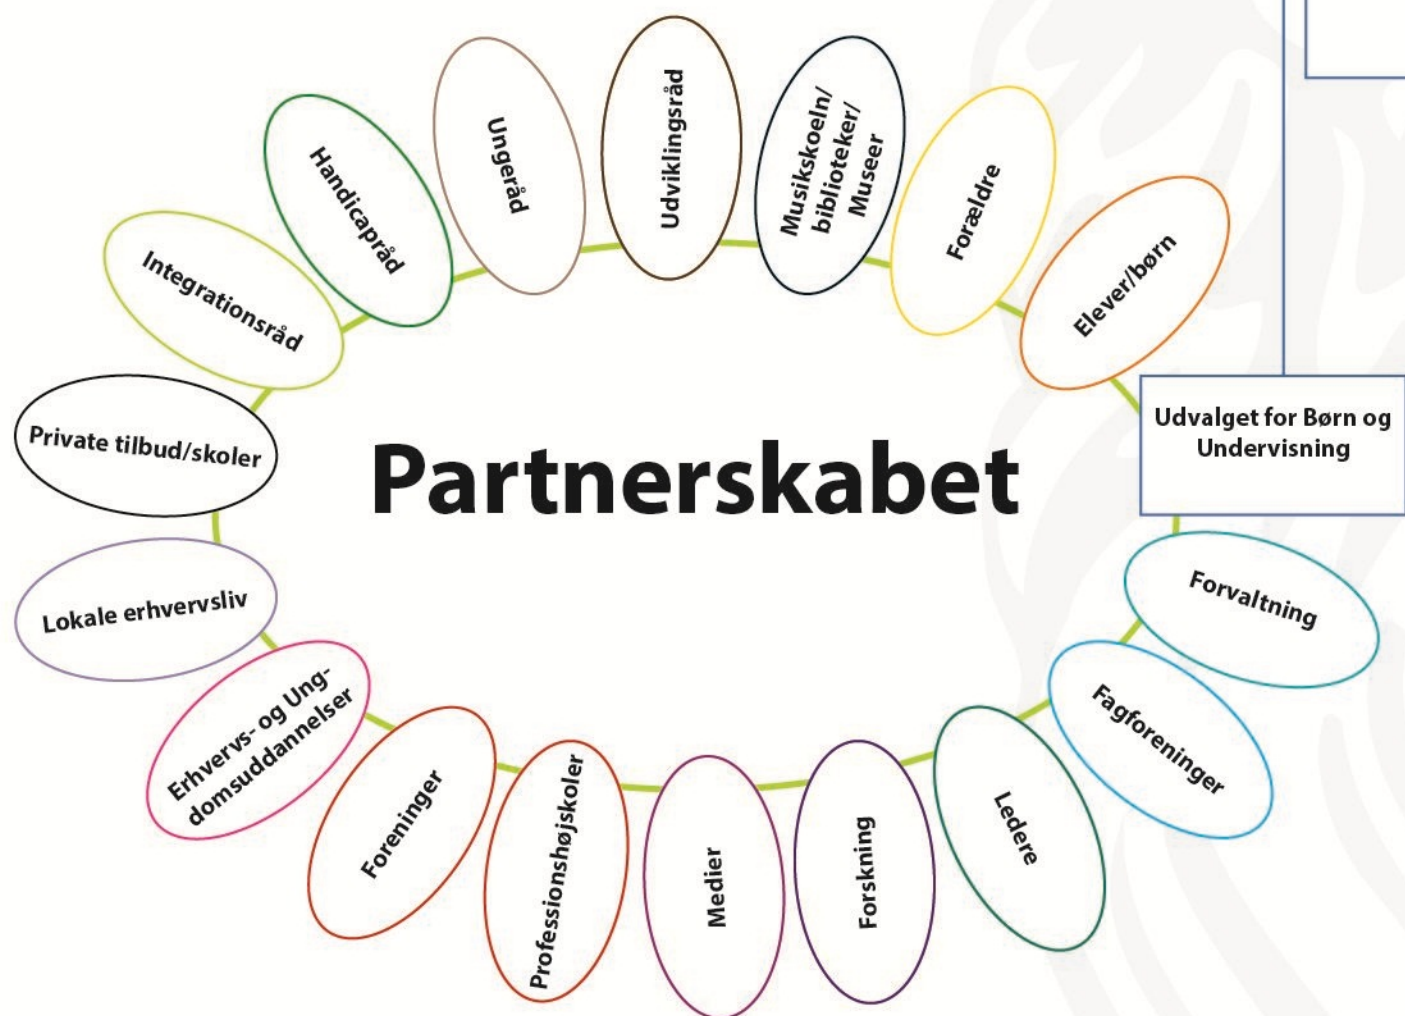 Udviklingsråd
Musikskoeln/
biblioteker/
Museer
Forældre
Elever/børn
Udvalget for Børn og
Undervisning
Forvaltning
Fagforeninger
Ledere
Forskning
Medier
Professionshøjskoler
Foreninger
Erhvervs- og Ung-
domsuddannelser
Lokale erhvervsliv
Private tilbud/skoler
Integrationsråd
Handicapråd
Ungeråd
Partnerskabet